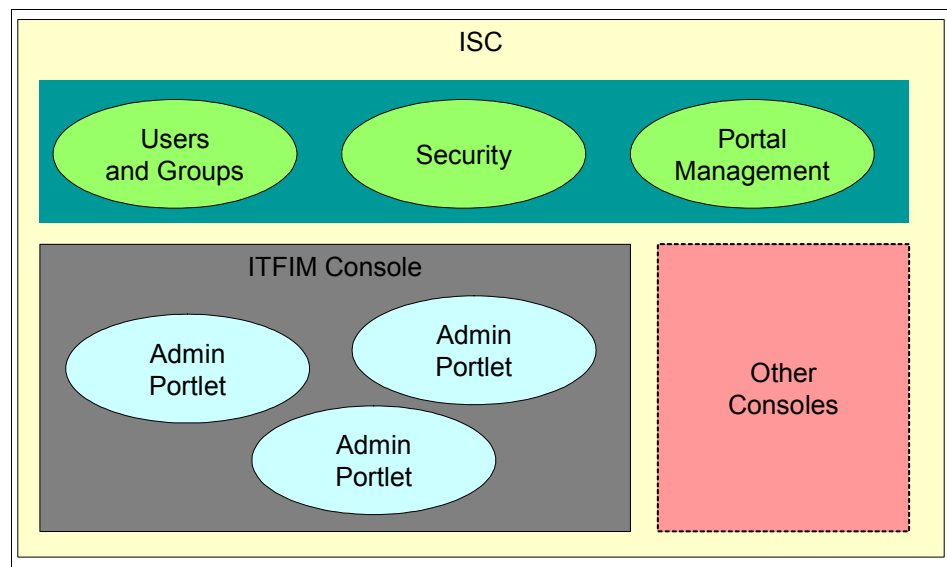 ISC
Users
and Groups
Security
Portal
Management
ITFIM Console
Admin
Portlet
Admin
Portlet
Admin
Portlet
Other
Consoles